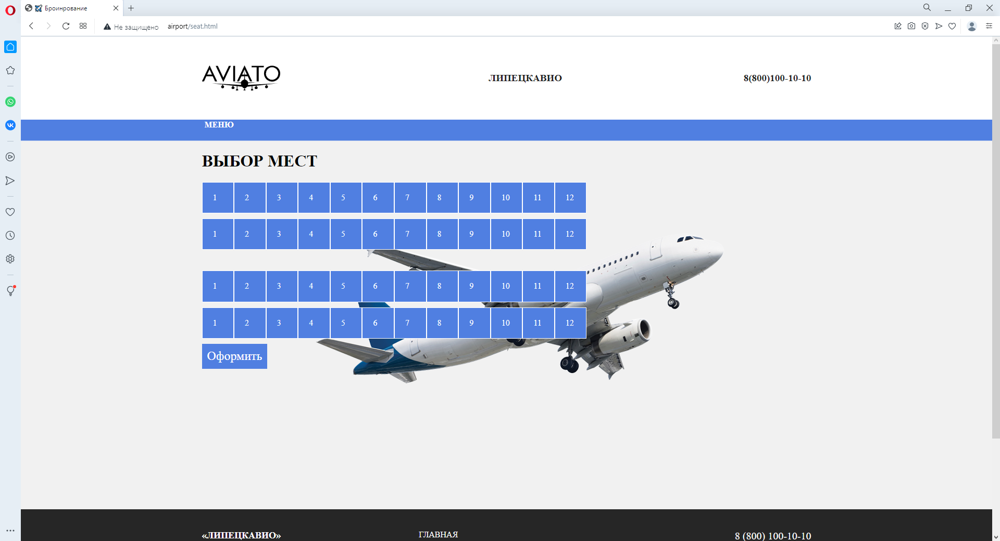 Броинрование
Не защищено airport/seat.html
AVIATO
ЛИПЕЦКАВИО
8(800)100-10-10
МЕНЮ
ВЫБОР МЕСТ
1 2 3 4 5 6 7 8 9 10 11 12
1 2 3 4 5 6 7 8 9 10 11 12
1 2 3 4 5 6 7 8 9 10 11 12
1 2 3 4 5 6 7 8 9 10 11 12
Оформить
«ЛИПЕЦКАВИО»
ГЛАВНАЯ
8 (800) 100-10-10